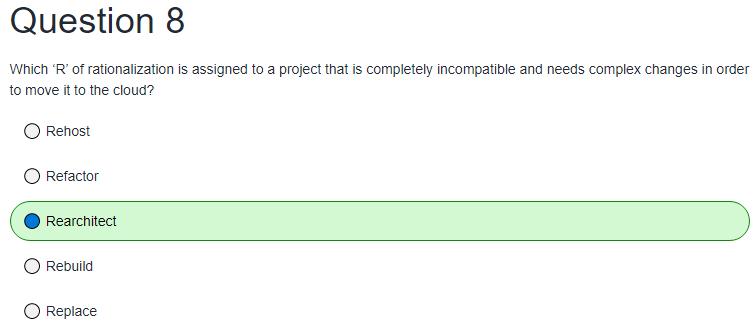 Question 8
Which ‘R’ of rationalization is assigned to a project that is completely incompatible and needs complex changes in order
to move it to the cloud?
Rehost
Refactor
Rearchitect
Rebuild
Replace